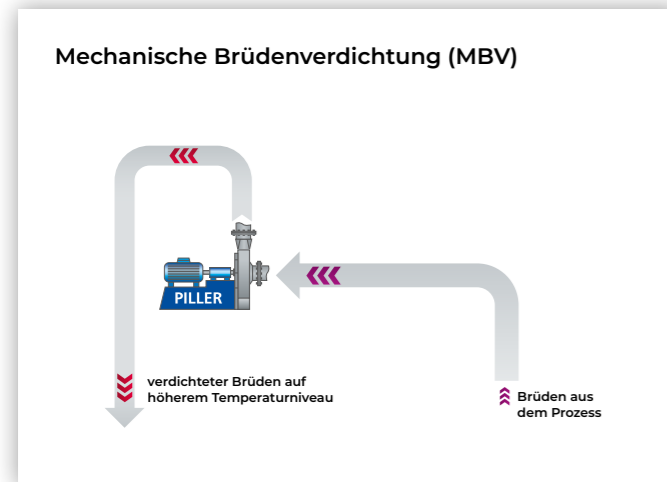 Mechanische Brüdenverdichtung (MBV)
PILLER
verdichteter Brüden auf
höherem Temperaturniveau
Brüden aus
dem Prozess